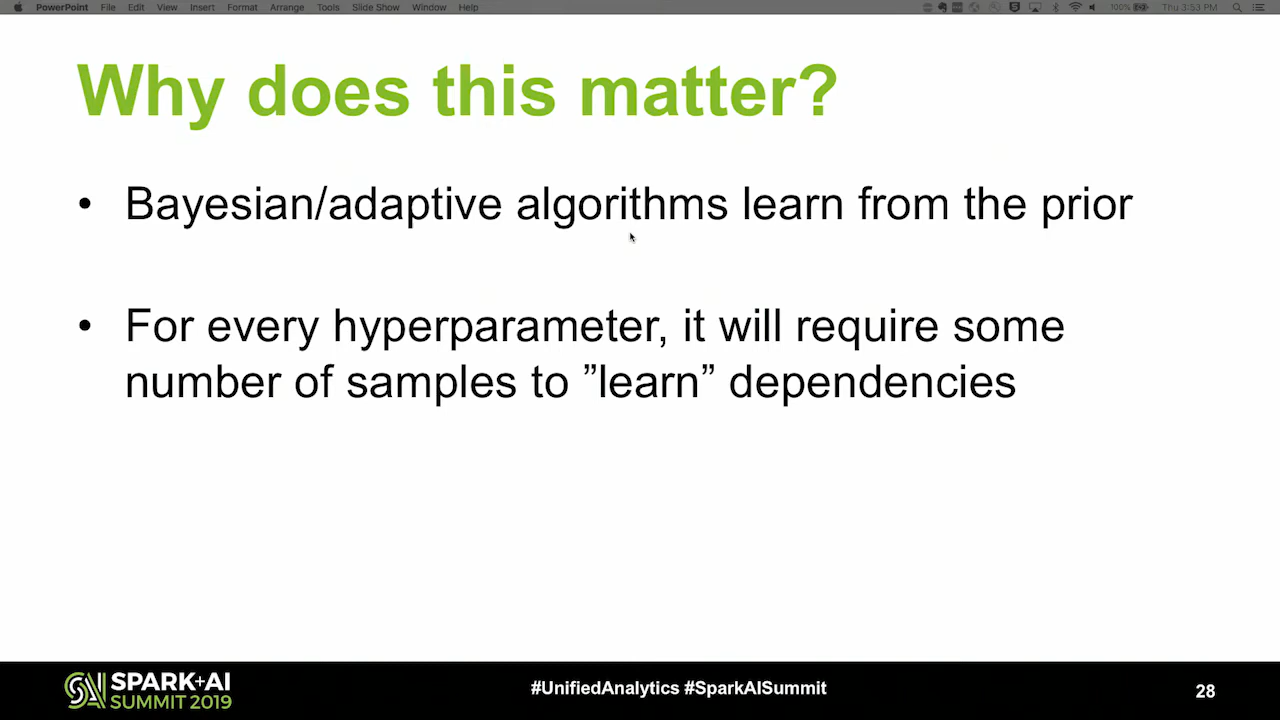 PowerPoint File Edit View Insert Format Arrange Tools Slide Show Window Help 100% Thu 3:53 PM
Why does this matter?
• Bayesian/adaptive algorithms learn from the prior
• For every hyperparameter, it will require some
number of samples to ”learn” dependencies
SPARK+AI
SUMMIT 2019
#UnifiedAnalytics #SparkAISummit
28